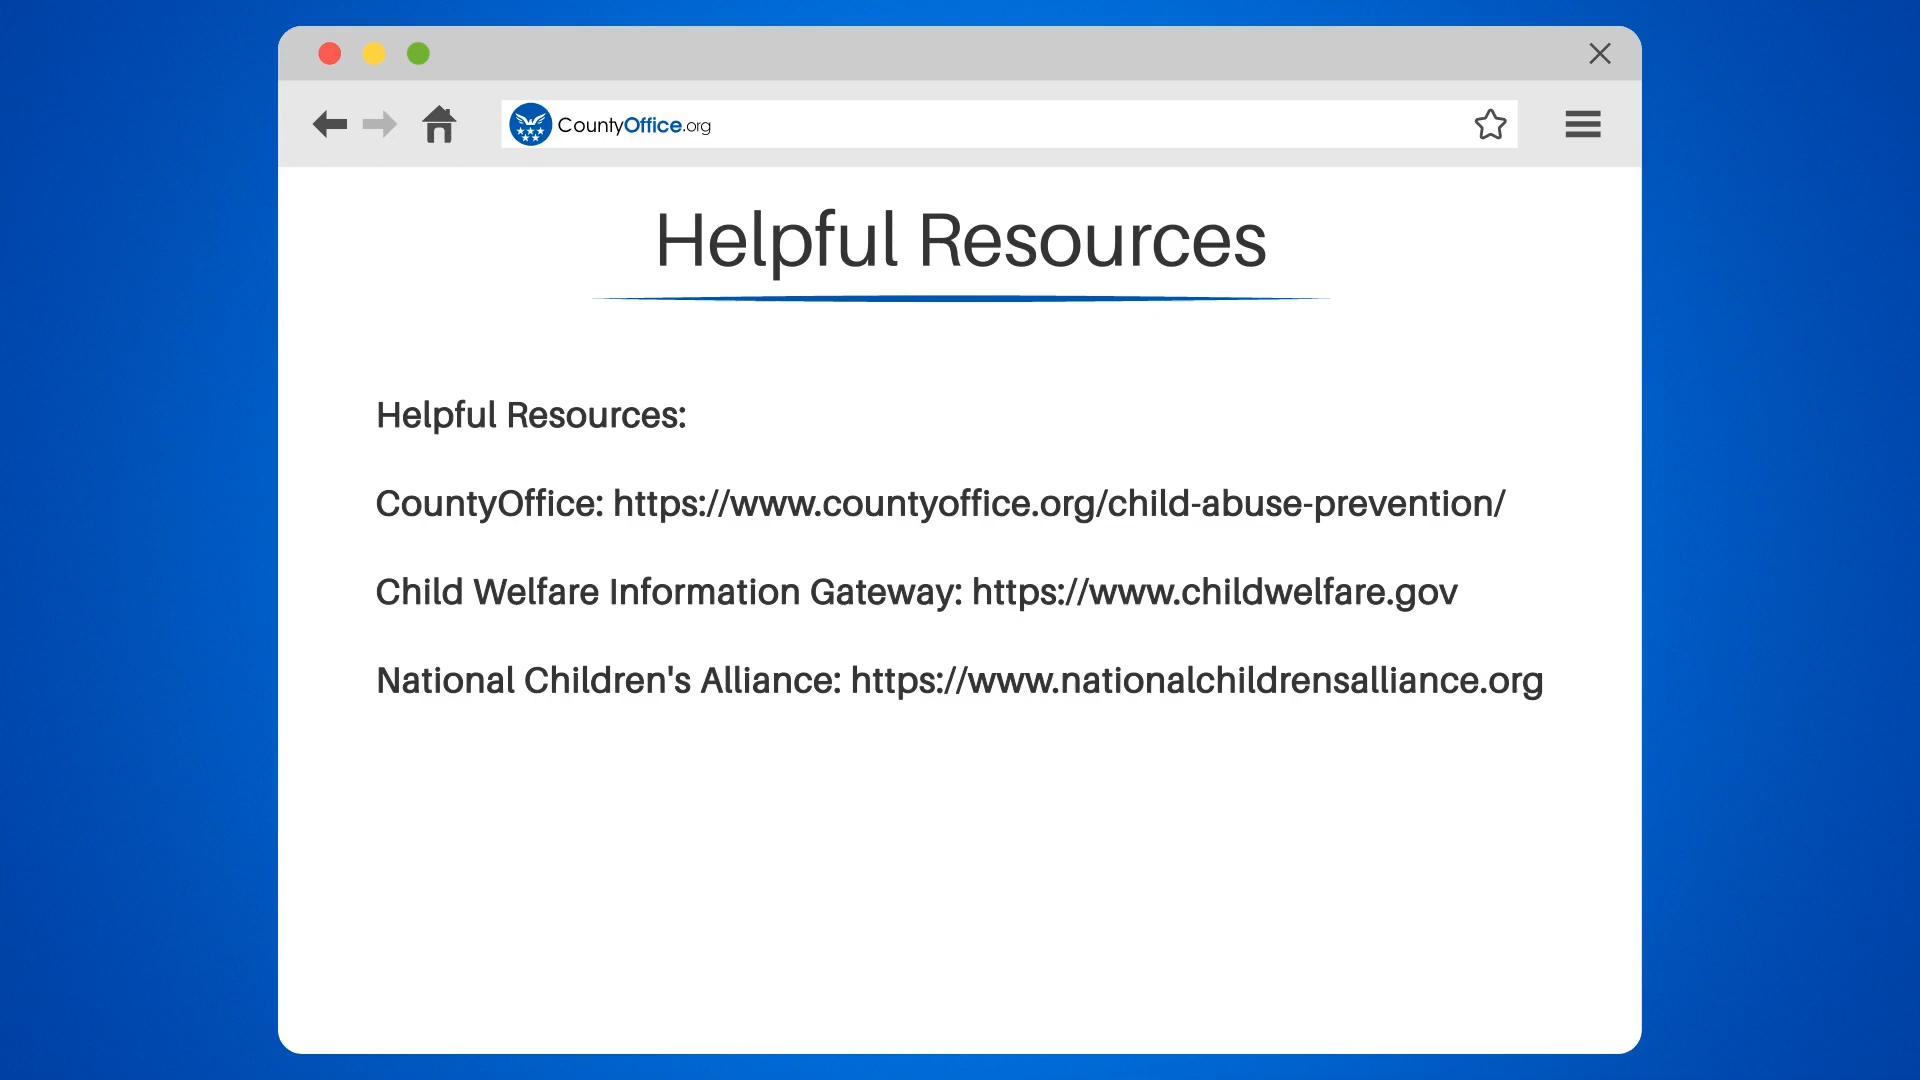 CountyOffice.org
Helpful Resources
Helpful Resources:
CountyOffice: https://www.countyoffice.org/child-abuse-prevention/
Child Welfare Information Gateway: https://www.childwelfare.gov
National Children's Alliance: https://www.nationalchildrensalliance.org